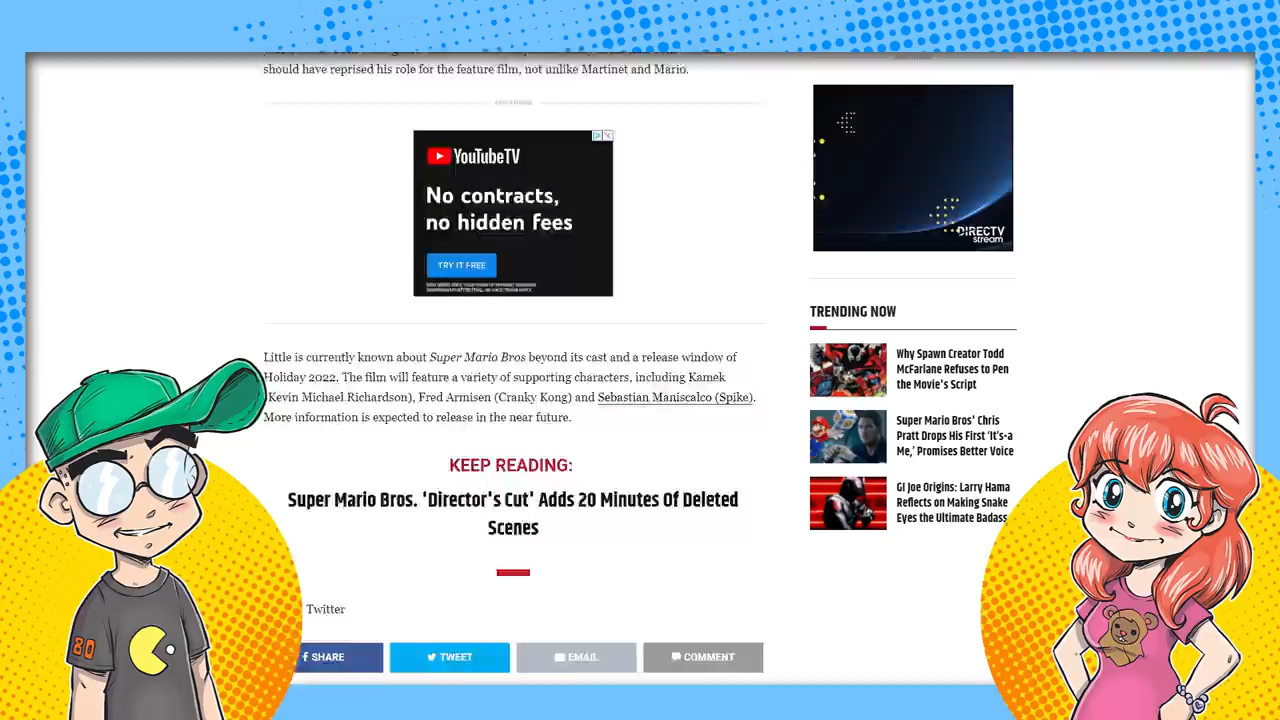 should have reprised his role for the feature film, not unlike Martinet and Mario.
YouTubeTV
No contracts,
no hidden fees
TRY IT FREE
DIRECTV
stream
TRENDING NOW
Why Spawn Creator Todd
McFarlane Refuses to Pen
the Movie's Script
Super Mario Bros' Chris
Pratt Drops His First 'It's-a
Me,' Promises Better Voice
GI Joe Origins: Larry Hama
Reflects on Making Snake
Eyes the Ultimate Badass
Little is currently known about Super Mario Bros beyond its cast and a release window of
Holiday 2022. The film will feature a variety of supporting characters, including Kamek
(Kevin Michael Richardson), Fred Armisen (Cranky Kong) and Sebastian Maniscalco (Spike).
More information is expected to release in the near future.
KEEP READING:
Super Mario Bros. 'Director's Cut' Adds 20 Minutes Of Deleted
Scenes
Twitter
SHARE
TWEET
EMAIL
COMMENT
80